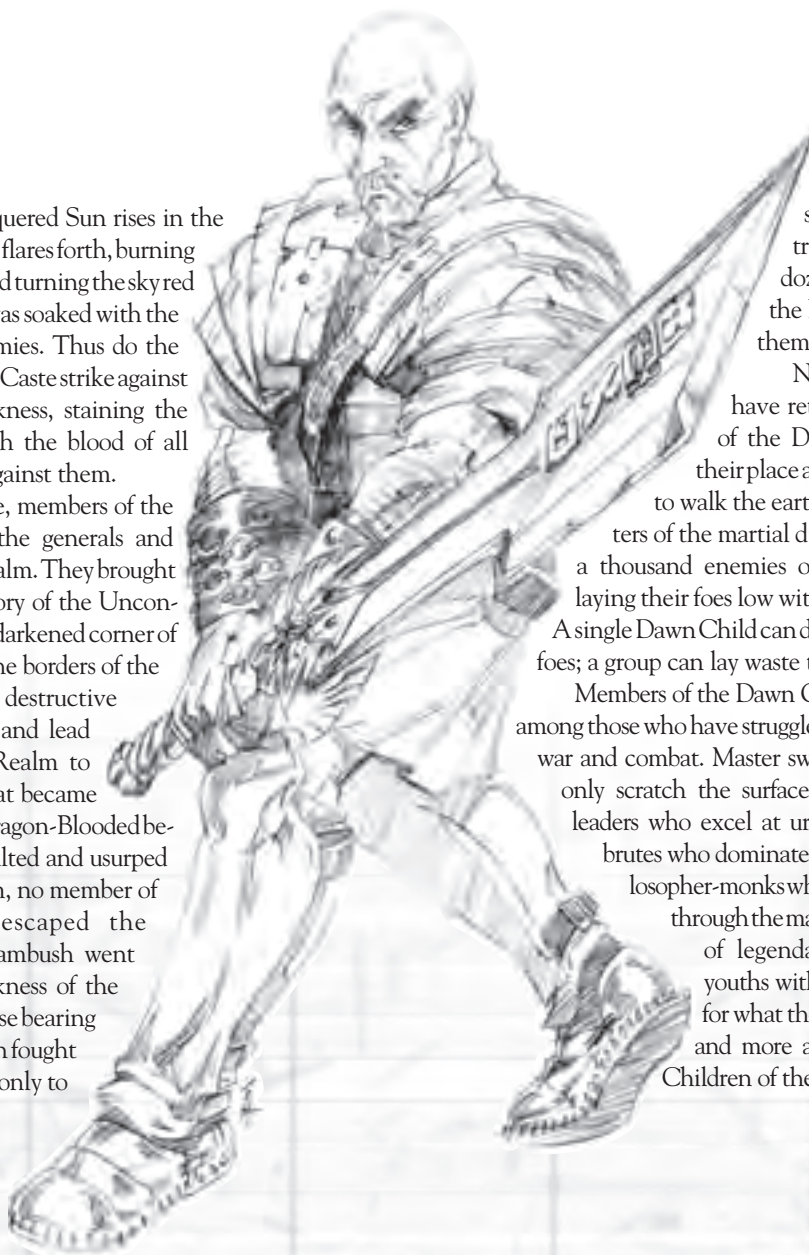 quered Sun rises in the
flares forth, burning
d turning the sky red
was soaked with the
mies. Thus do the
Caste strike against
kness, staining the
h the blood of all
gainst them.
e, members of the
the generals and
alm. They brought
ory of the Uncon-
darkened corner of
he borders of the
destructive
and lead
Realm to
at became
ragon-Blooded be-
lted and usurped
n, no member of
escaped the
ambush went
kness of the
se bearing
n fought
only to
s
tr
doz
the
them
N
have re
of the D
their place a
to walk the eart
ters of the martial d
a thousand enemies o
laying their foes low wit
A single Dawn Child can d
foes; a group can lay waste t
Members of the Dawn C
among those who have struggle
war and combat. Master sw
only scratch the surface
leaders who excel at ur
brutes who dominate
losopher-monks wh
through the ma
of legenda
youths with
for what th
and more a
Children of the